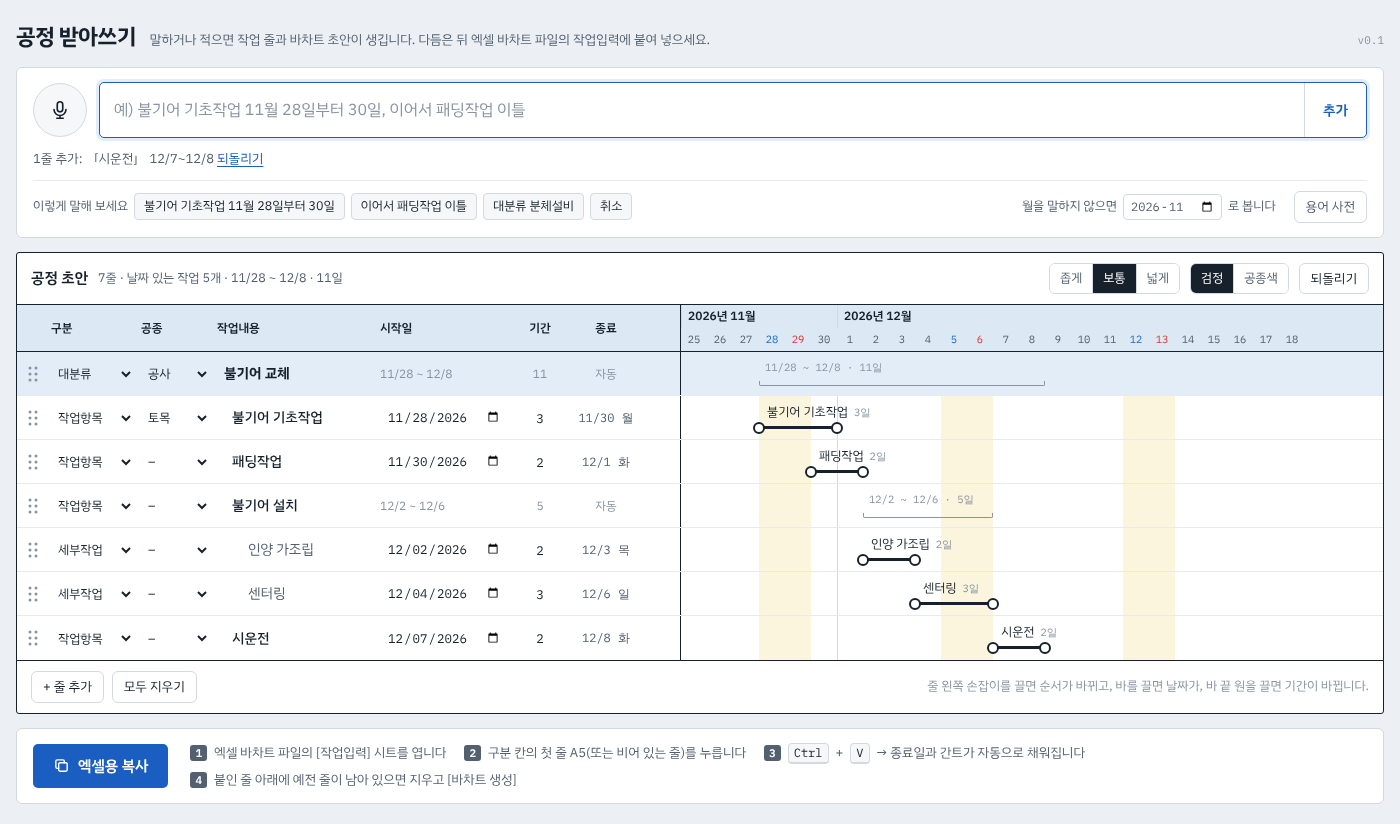 공정 받아쓰기 말하거나 적으면 작업 줄과 바차트 초안이 생깁니다. 다듬은 뒤 엑셀 바차트 파일의 작업입력에 붙여 넣으세요. v0.1
예) 불기어 기초작업 11월 28일부터 30일, 이어서 패딩작업 이틀 추가
1줄 추가: 「시운전」 12/7~12/8 되돌리기
이렇게 말해 보세요 불기어 기초작업 11월 28일부터 30일 이어서 패딩작업 이틀 대분류 분체설비 취소 월을 말하지 않으면 2026-11 로 봅니다 용어 사전
공정 초안 7줄 · 날짜 있는 작업 5개 · 11/28 ~ 12/8 · 11일 좁게 보통 넓게 검정 공종색 되돌리기
구분 공종 작업내용 시작일 기간 종료
2026년 11월 2026년 12월
25 26 27 28 29 30 1 2 3 4 5 6 7 8 9 10 11 12 13 14 15 16 17 18
대분류 공사 불기어 교체 11/28 ~ 12/8 11 자동 11/28 ~ 12/8 · 11일
작업항목 토목 불기어 기초작업 11/28/2026 3 11/30 월 불기어 기초작업 3일
작업항목 – 패딩작업 11/30/2026 2 12/1 화 패딩작업 2일
작업항목 – 불기어 설치 12/2 ~ 12/6 5 자동 12/2 ~ 12/6 · 5일
세부작업 – 인양 가조립 12/02/2026 2 12/3 목 인양 가조립 2일
세부작업 – 센터링 12/04/2026 3 12/6 일 센터링 3일
작업항목 – 시운전 12/07/2026 2 12/8 화 시운전 2일
+ 줄 추가 모두 지우기 줄 왼쪽 손잡이를 끌면 순서가 바뀌고, 바를 끌면 날짜가, 바 끝 원을 끌면 기간이 바뀝니다.
엑셀용 복사 1 엑셀 바차트 파일의 [작업입력] 시트를 엽니다 2 구분 칸의 첫 줄 A5(또는 비어 있는 줄)를 누릅니다 3 Ctrl + V → 종료일과 간트가 자동으로 채워집니다
4 붙인 줄 아래에 예전 줄이 남아 있으면 지우고 [바차트 생성]